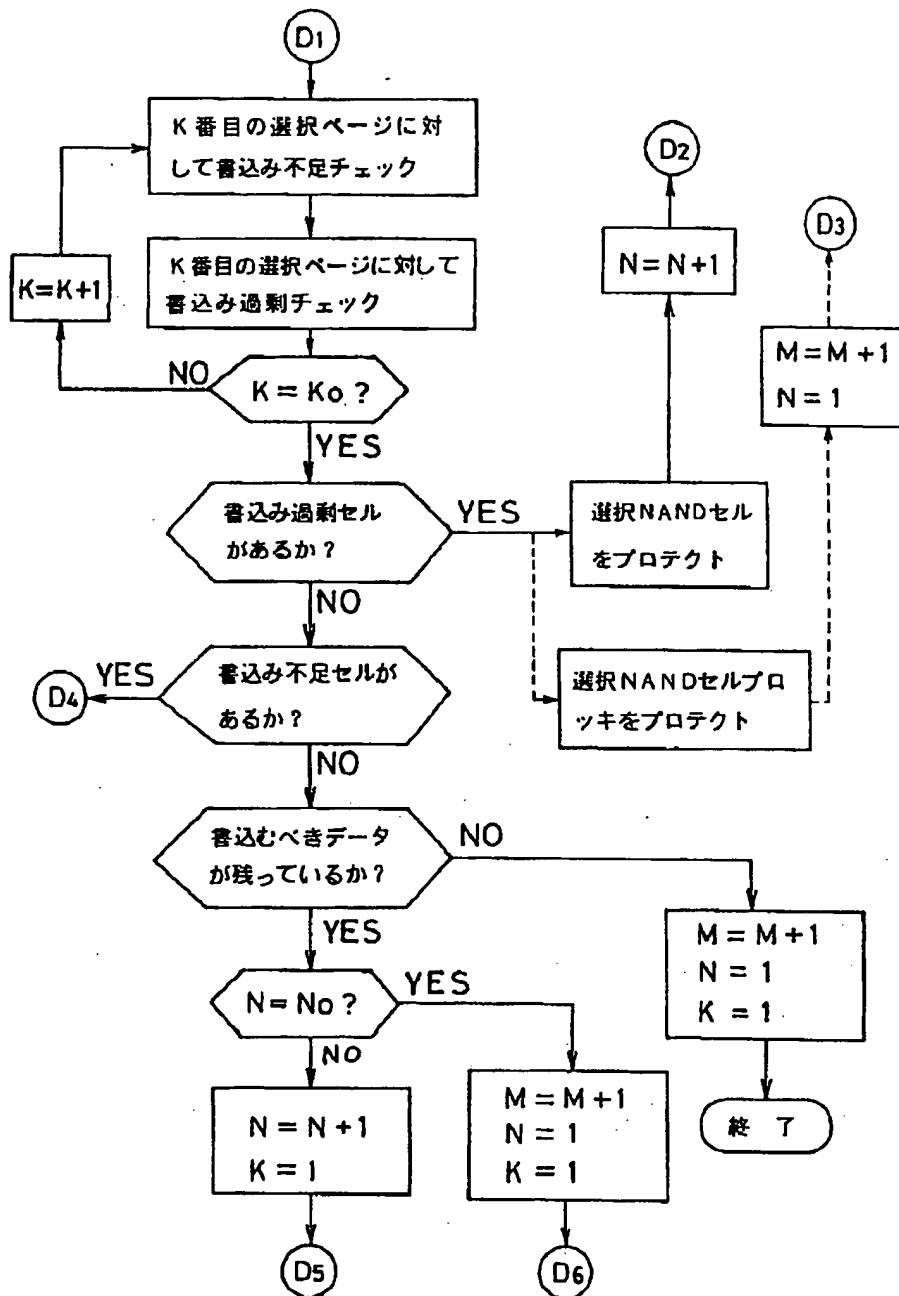 D1
K番目の選択ページに対
して書込み不足チェック
K番目の選択ページに対して
書込み過剰チェック
K=K+1
NO
K = Ko ?
YES
書込み過剰セル
があるか?
YES
選択NANDセル
をプロテクト
N=N+1
D2
選択NANDセルプロ
ッキをプロテクト
M=M+1
N=1
D3
NO
書込み不足セルが
あるか?
YES
D4
NO
書込むべきデータ
が残っているか?
NO
M=M+1
N=1
K=1
終 了
YES
N=No?
YES
M=M+1
N=1
K=1
D6
NO
N=N+1
K=1
D5